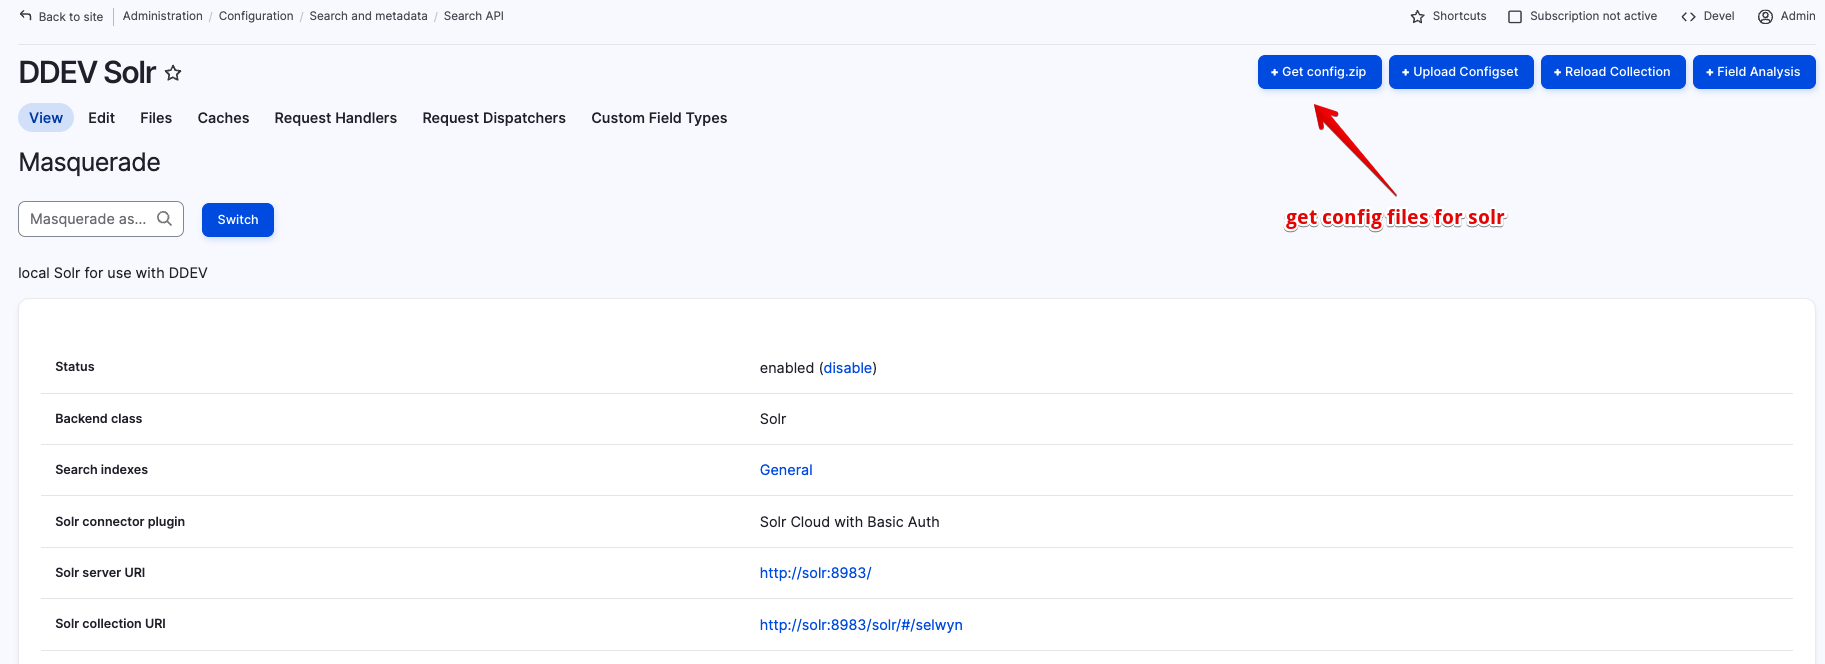 Back to site Administration / Configuration / Search and metadata / Search API Shortcuts Subscription not active Devel Admin
DDEV Solr + Get config.zip + Upload Configset + Reload Collection + Field Analysis
View Edit Files Caches Request Handlers Request Dispatchers Custom Field Types
Masquerade
Masquerade as... Switch
get config files for solr
local Solr for use with DDEV
Status enabled (disable)
Backend class Solr
Search indexes General
Solr connector plugin Solr Cloud with Basic Auth
Solr server URI http://solr:8983/
Solr collection URI http://solr:8983/solr/#/selwyn